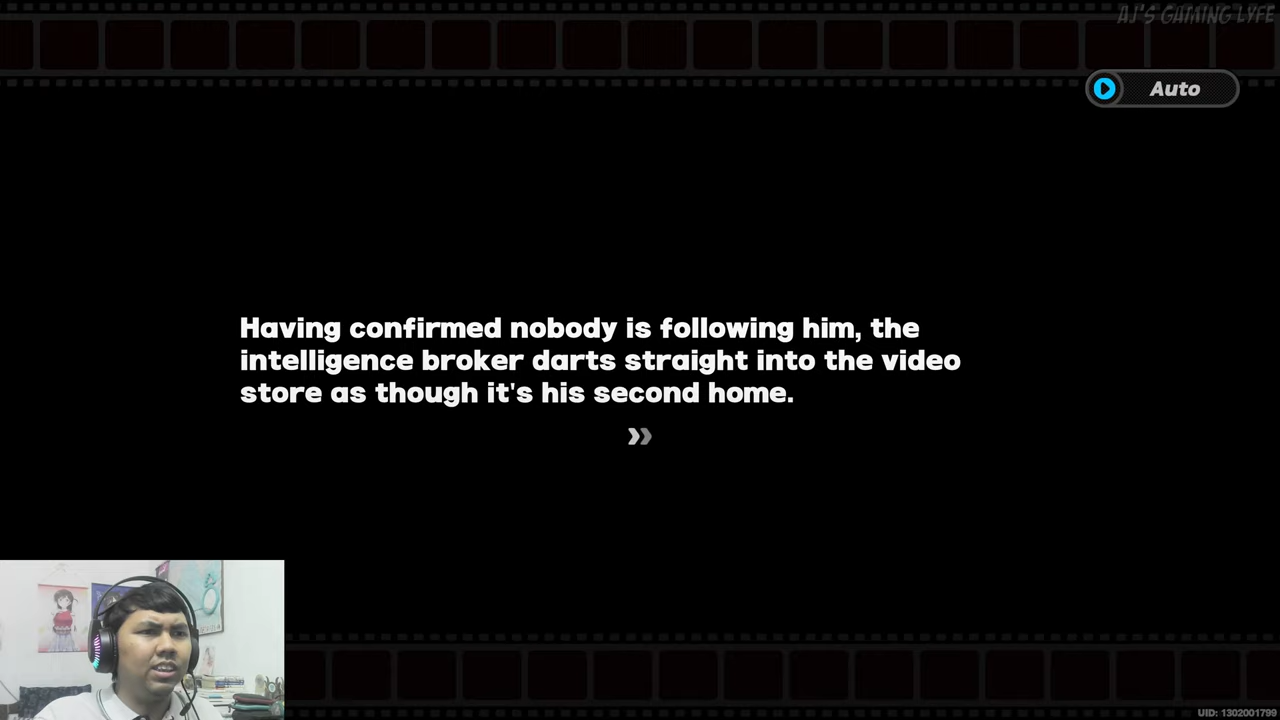 AJ'S GAMING LYFE
Auto
Having confirmed nobody is following him, the
intelligence broker darts straight into the video
store as though it's his second home.
UID: 1302001799